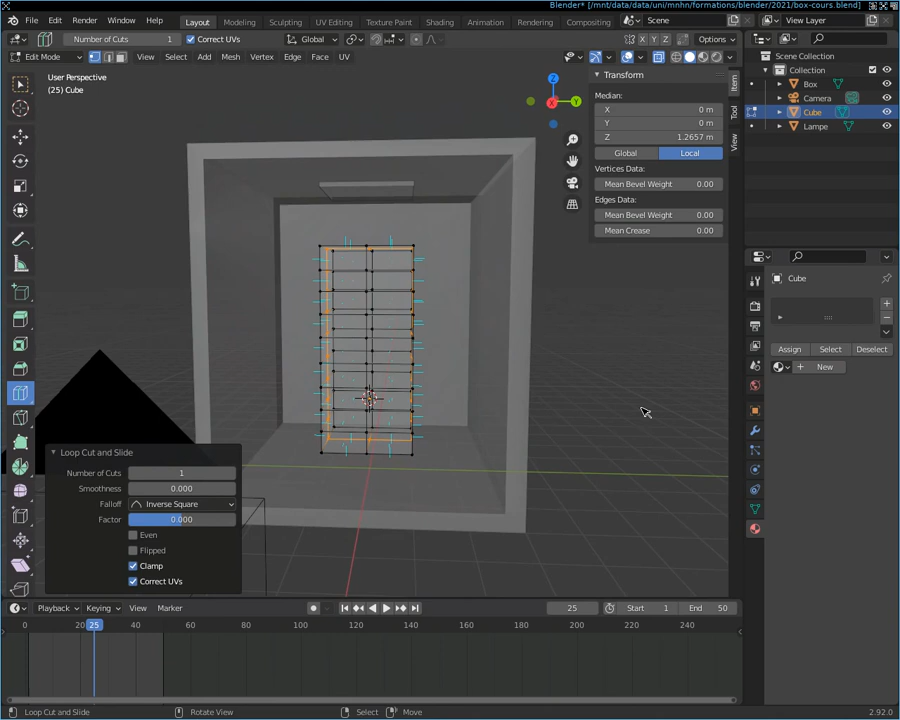 Blender* [/mnt/data/data/uni/mnhn/formations/blender/2021/box-cours.blend]
File Edit Render Window Help Layout Modeling Sculpting UV Editing Texture Paint Shading Animation Rendering Compositing Scene View Layer
Number of Cuts 1 Correct UVs Global X Y Z Options
Edit Mode View Select Add Mesh Vertex Edge Face UV
User Perspective
(25) Cube
Z
X Y
Transform
Median:
X 0 m
Y 0 m
Z 1.2657 m
Global Local
Vertices Data:
Mean Bevel Weight 0.00
Edges Data:
Mean Bevel Weight 0.00
Mean Crease 0.00
Item
Tool
View
Scene Collection
Collection
Box
Camera
Cube
Lampe
Cube
Assign Select Deselect
New
Loop Cut and Slide
Number of Cuts 1
Smoothness 0.000
Falloff Inverse Square
Factor 0.000
Even
Flipped
Clamp
Correct UVs
Playback Keying View Marker 25 Start 1 End 50
0 20 25 40 60 80 100 120 140 160 180 200 220 240
Loop Cut and Slide Rotate View Select Move 2.92.0